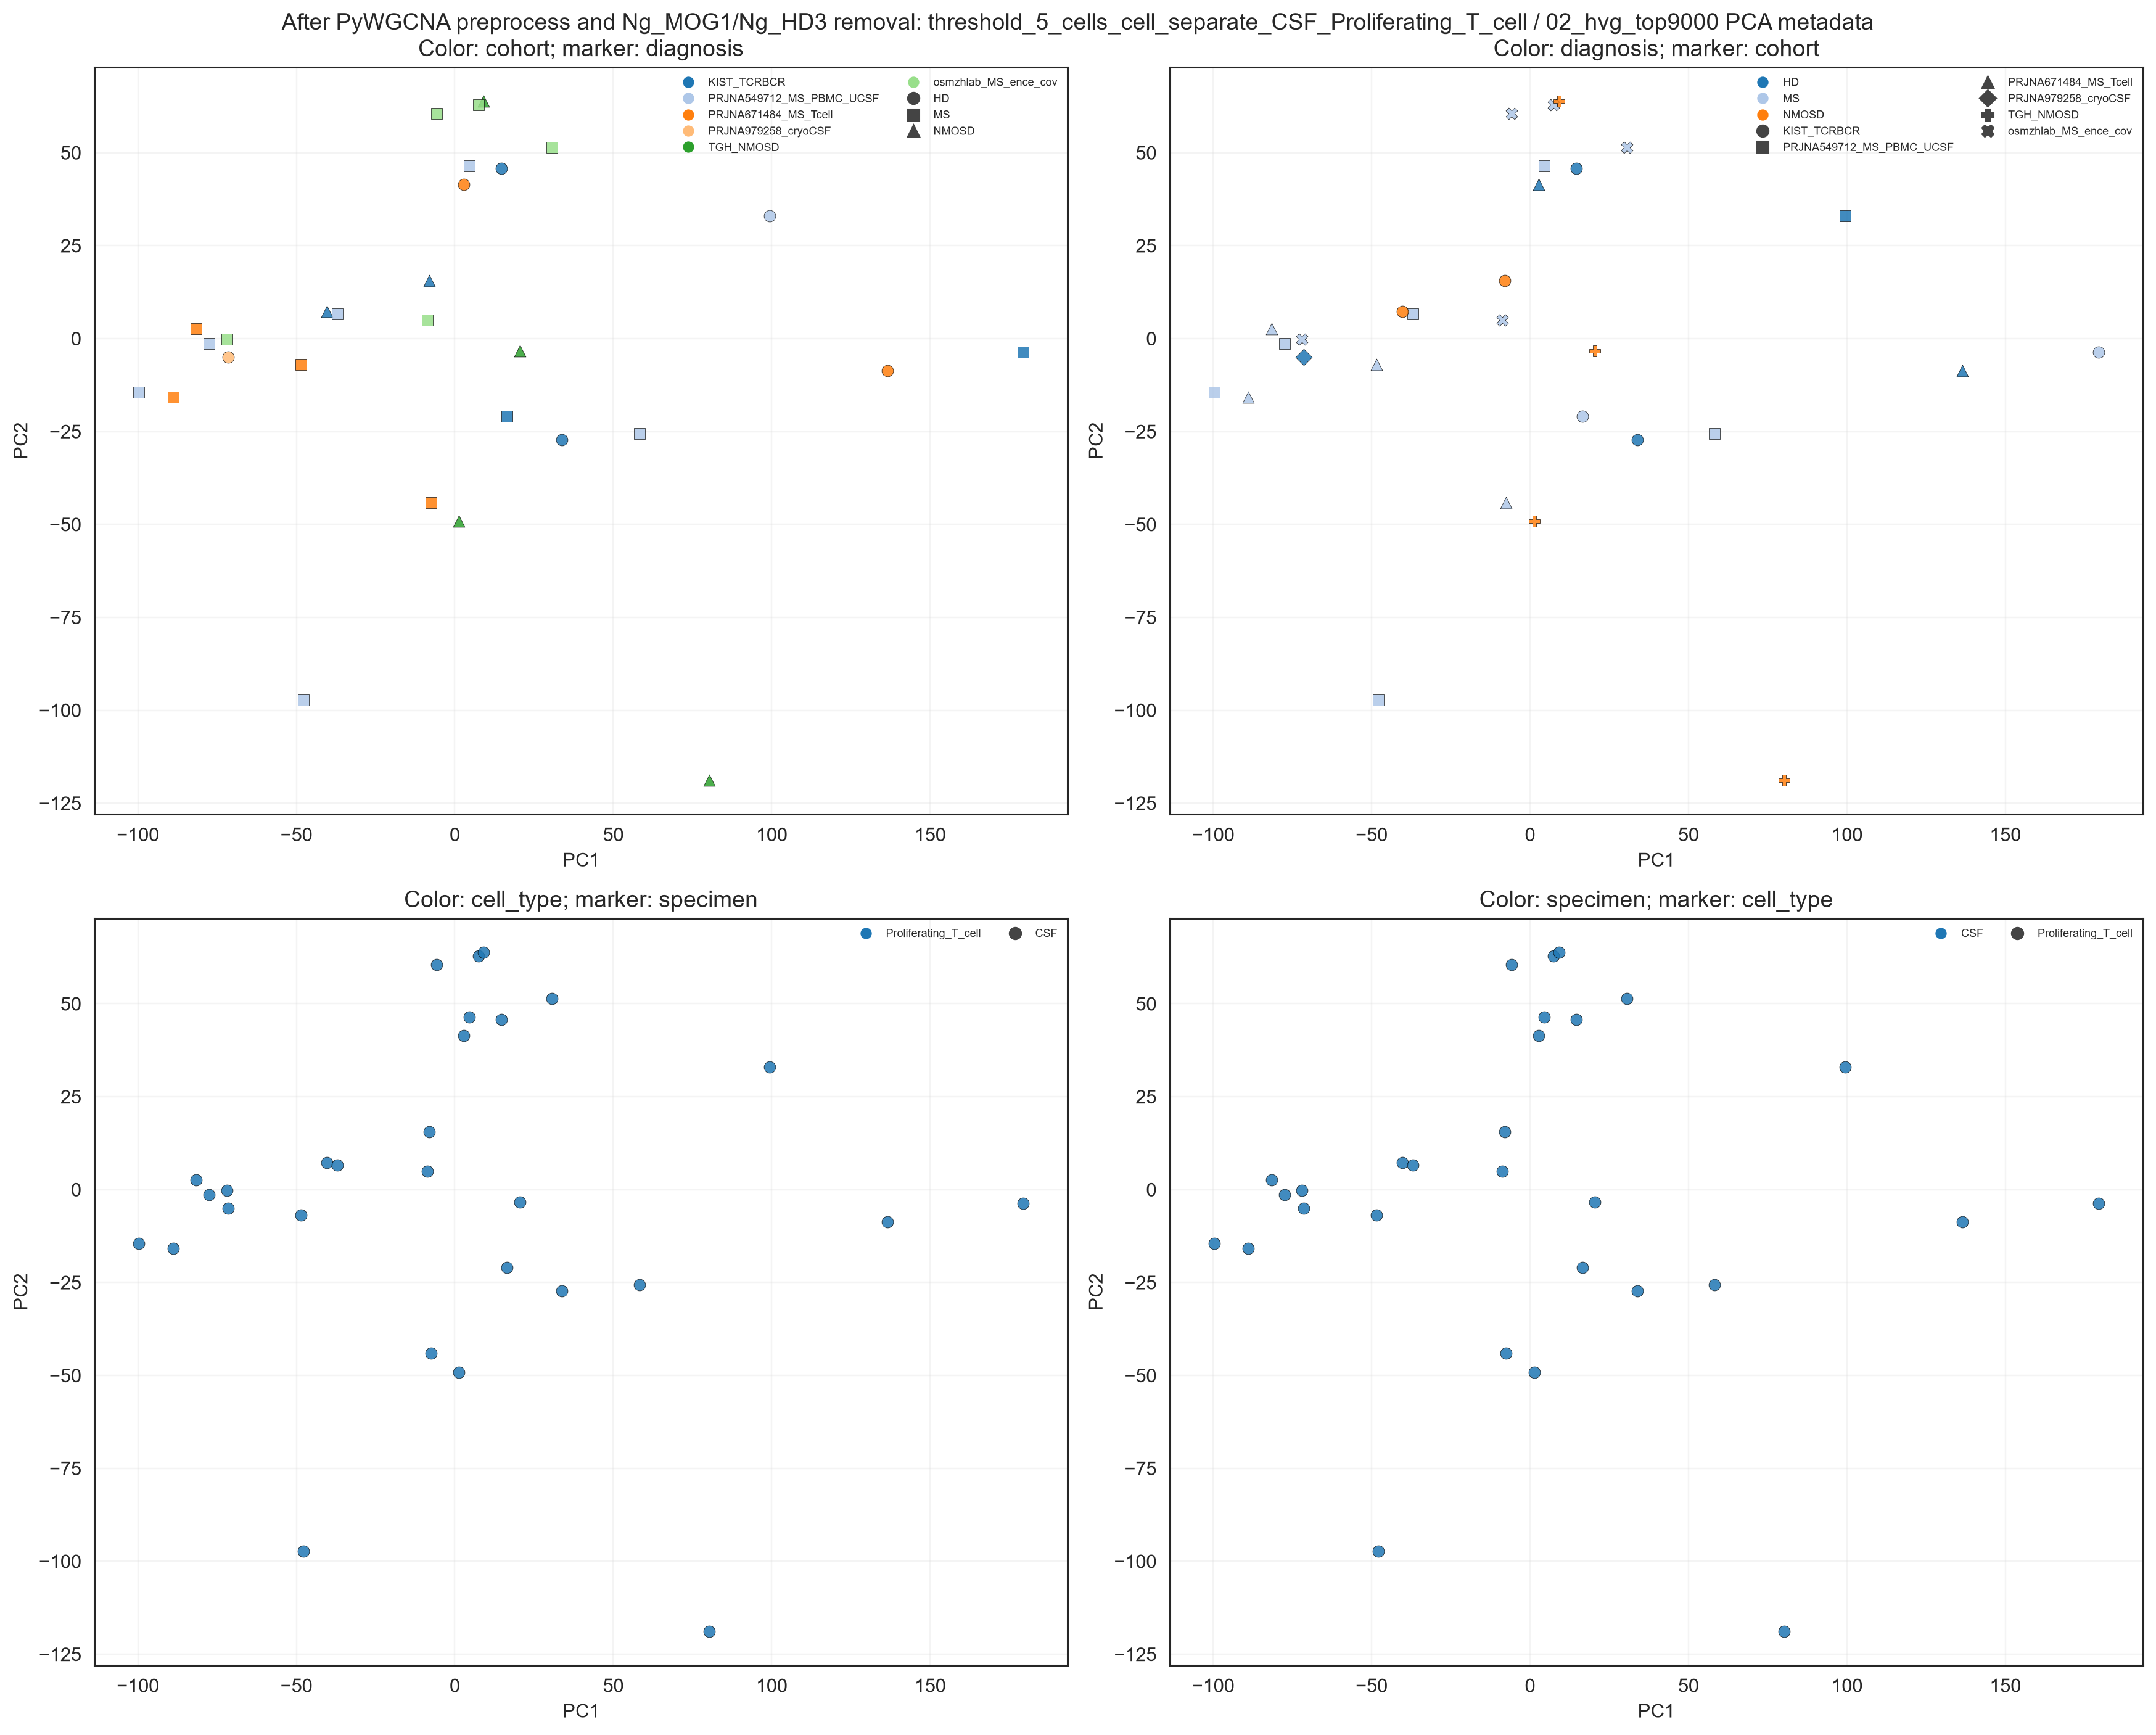 After PyWGCNA preprocess and Ng_MOG1/Ng_HD3 removal: threshold_5_cells_cell_separate_CSF_Proliferating_T_cell / 02_hvg_top9000 PCA metadata
Color: cohort; marker: diagnosis
KIST_TCRBCR
PRJNA549712_MS_PBMC_UCSF
PRJNA671484_MS_Tcell
PRJNA979258_cryoCSF
TGH_NMOSD
osmzhlab_MS_ence_cov
HD
MS
NMOSD
50
25
0
−25
−50
−75
−100
−125
PC2
−100 −50 0 50 100 150
PC1
Color: diagnosis; marker: cohort
HD
MS
NMOSD
KIST_TCRBCR
PRJNA549712_MS_PBMC_UCSF
PRJNA671484_MS_Tcell
PRJNA979258_cryoCSF
TGH_NMOSD
osmzhlab_MS_ence_cov
50
25
0
−25
−50
−75
−100
−125
PC2
−100 −50 0 50 100 150
PC1
Color: cell_type; marker: specimen
Proliferating_T_cell CSF
50
25
0
−25
−50
−75
−100
−125
PC2
−100 −50 0 50 100 150
PC1
Color: specimen; marker: cell_type
CSF Proliferating_T_cell
50
25
0
−25
−50
−75
−100
−125
PC2
−100 −50 0 50 100 150
PC1